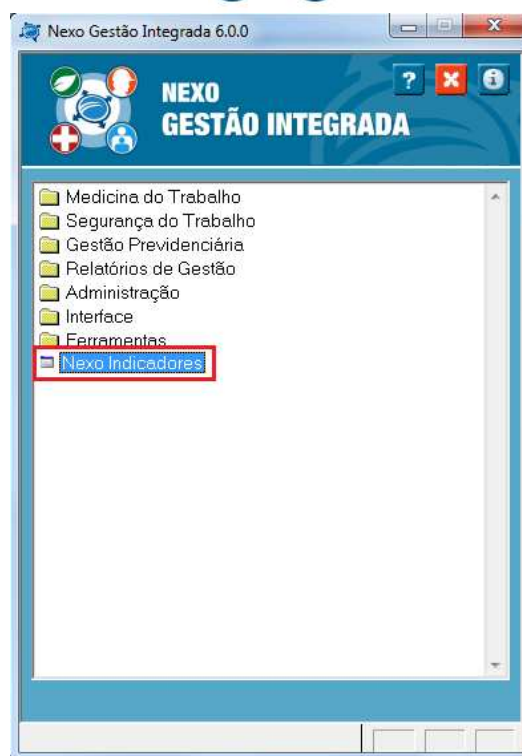 Nexo Gestão Integrada 6.0.0
NEXO
GESTÃO INTEGRADA
Medicina do Trabalho
Segurança do Trabalho
Gestão Previdenciária
Relatórios de Gestão
Administração
Interface
Ferramentas
Nexo Indicadores